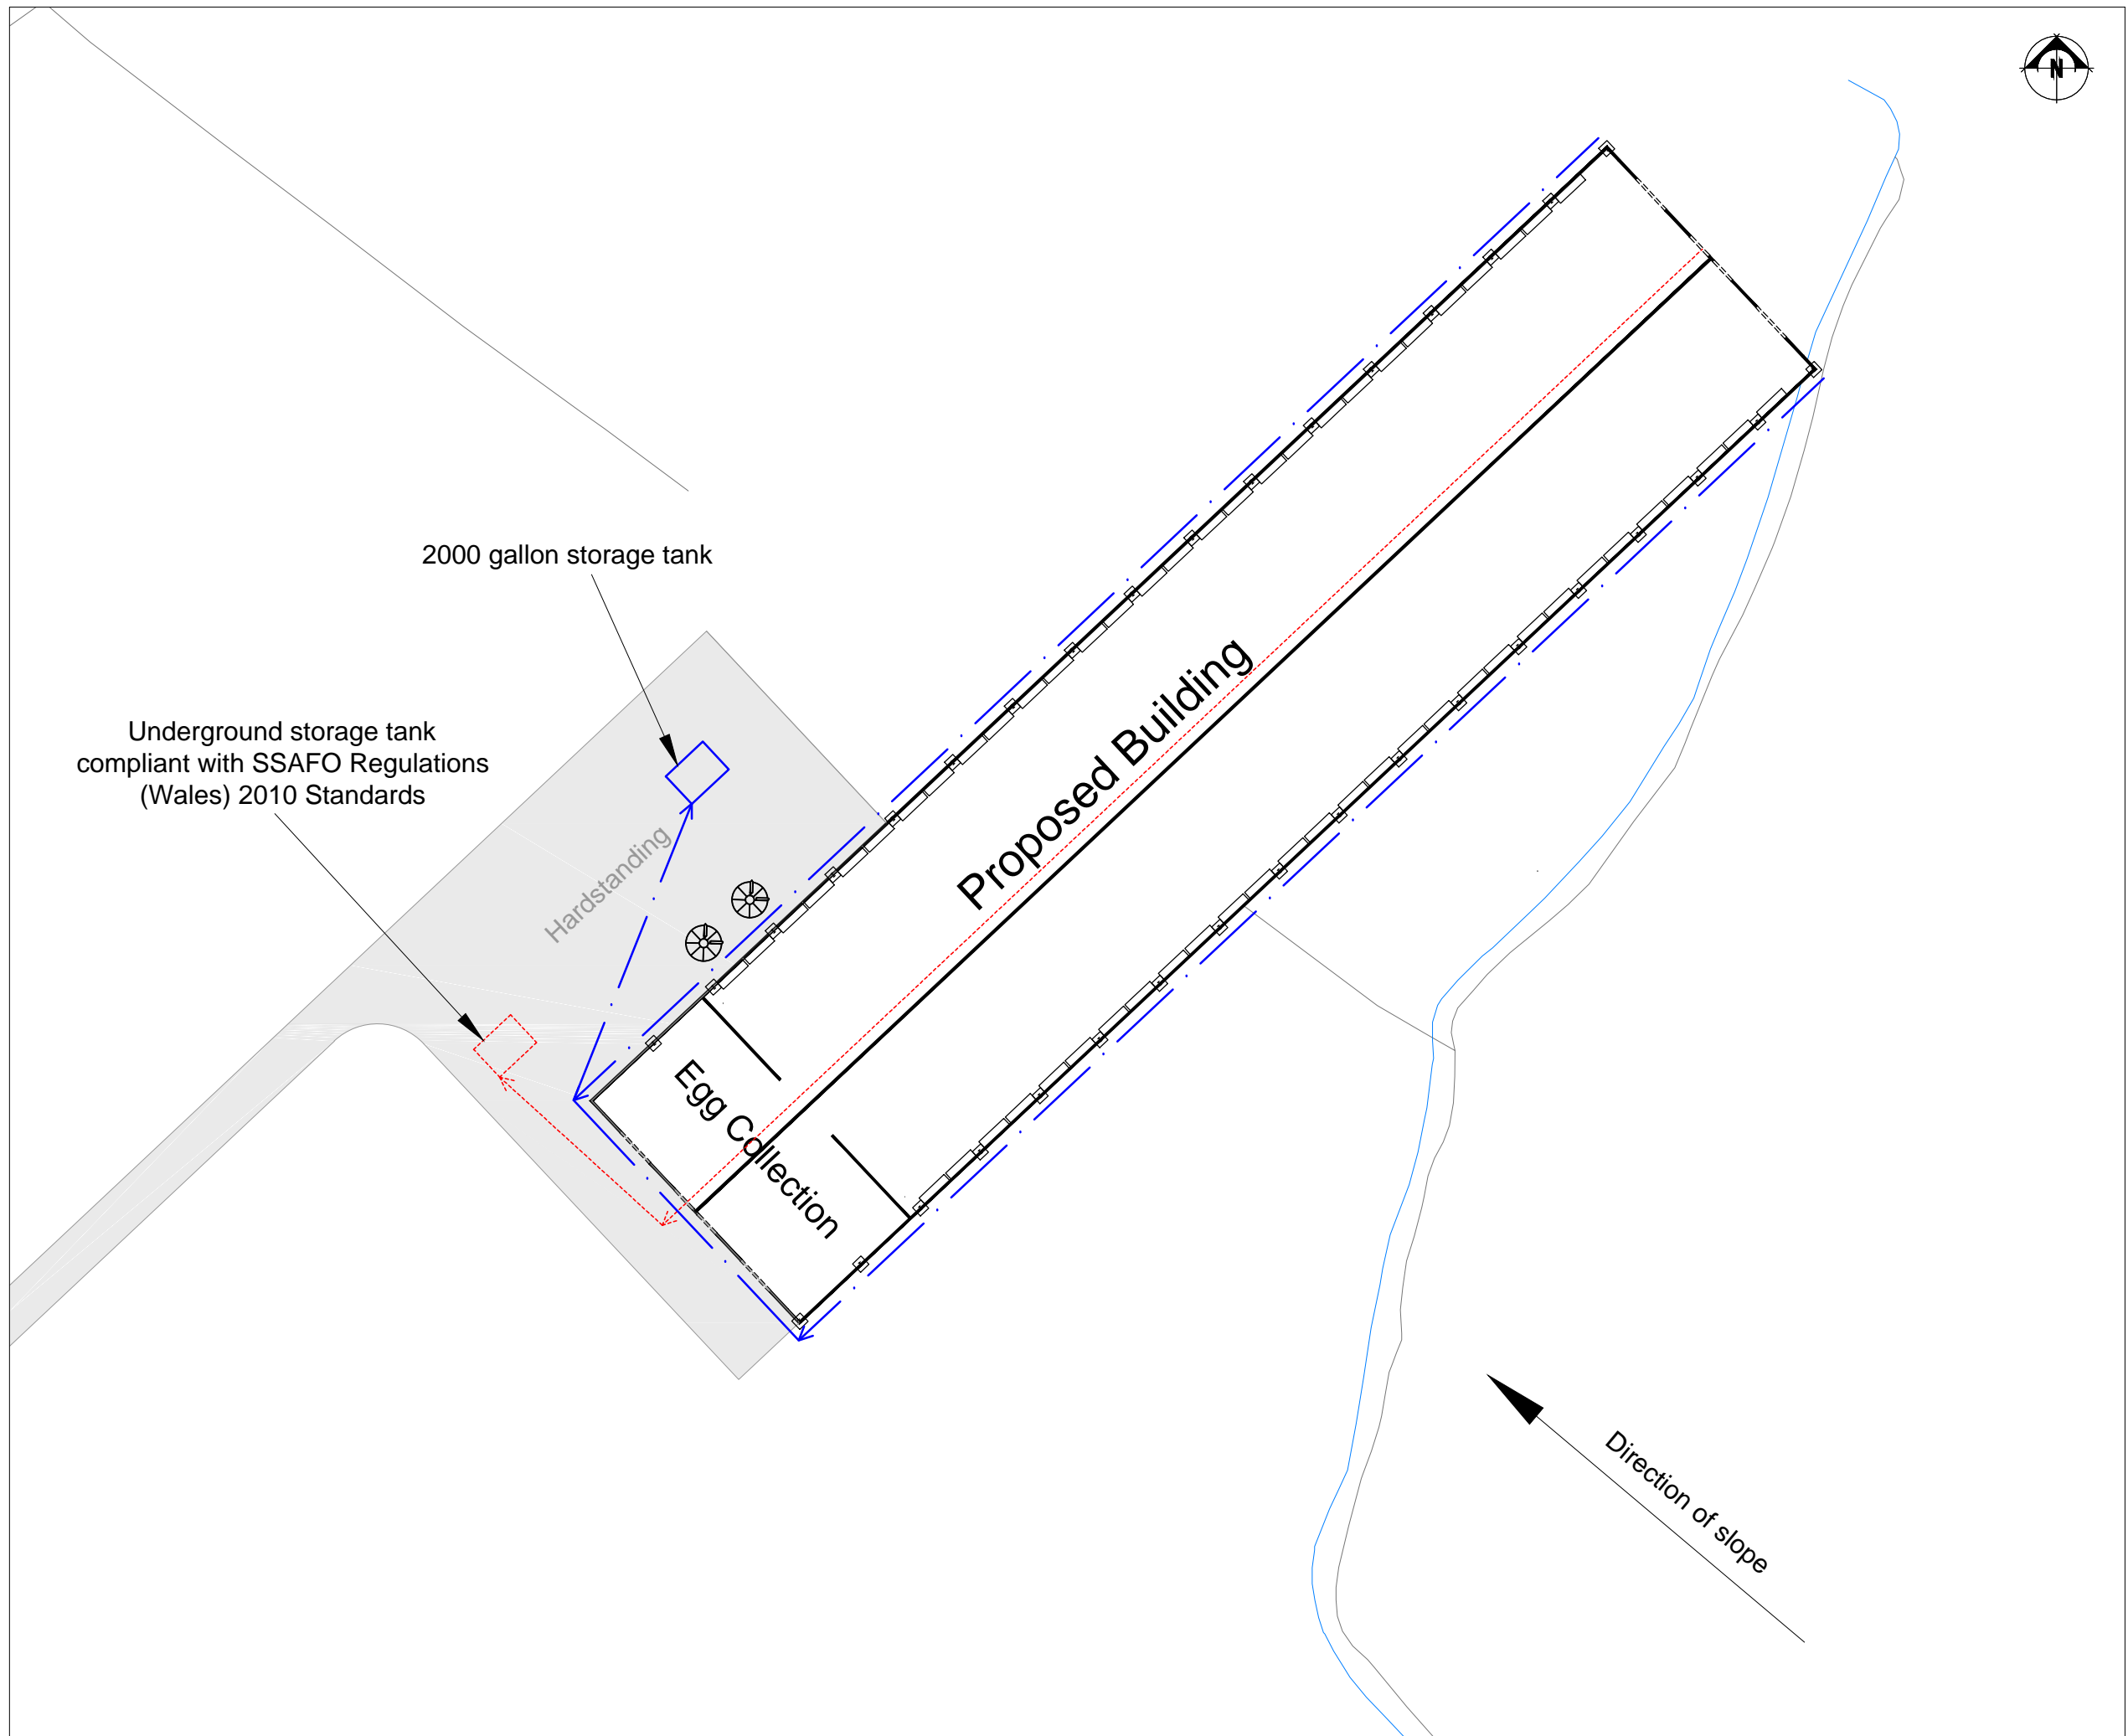 N
2000 gallon storage tank
Underground storage tank
compliant with SSAFO Regulations
(Wales) 2010 Standards
Hardstanding
Proposed Building
Egg Collection
Direction of slope